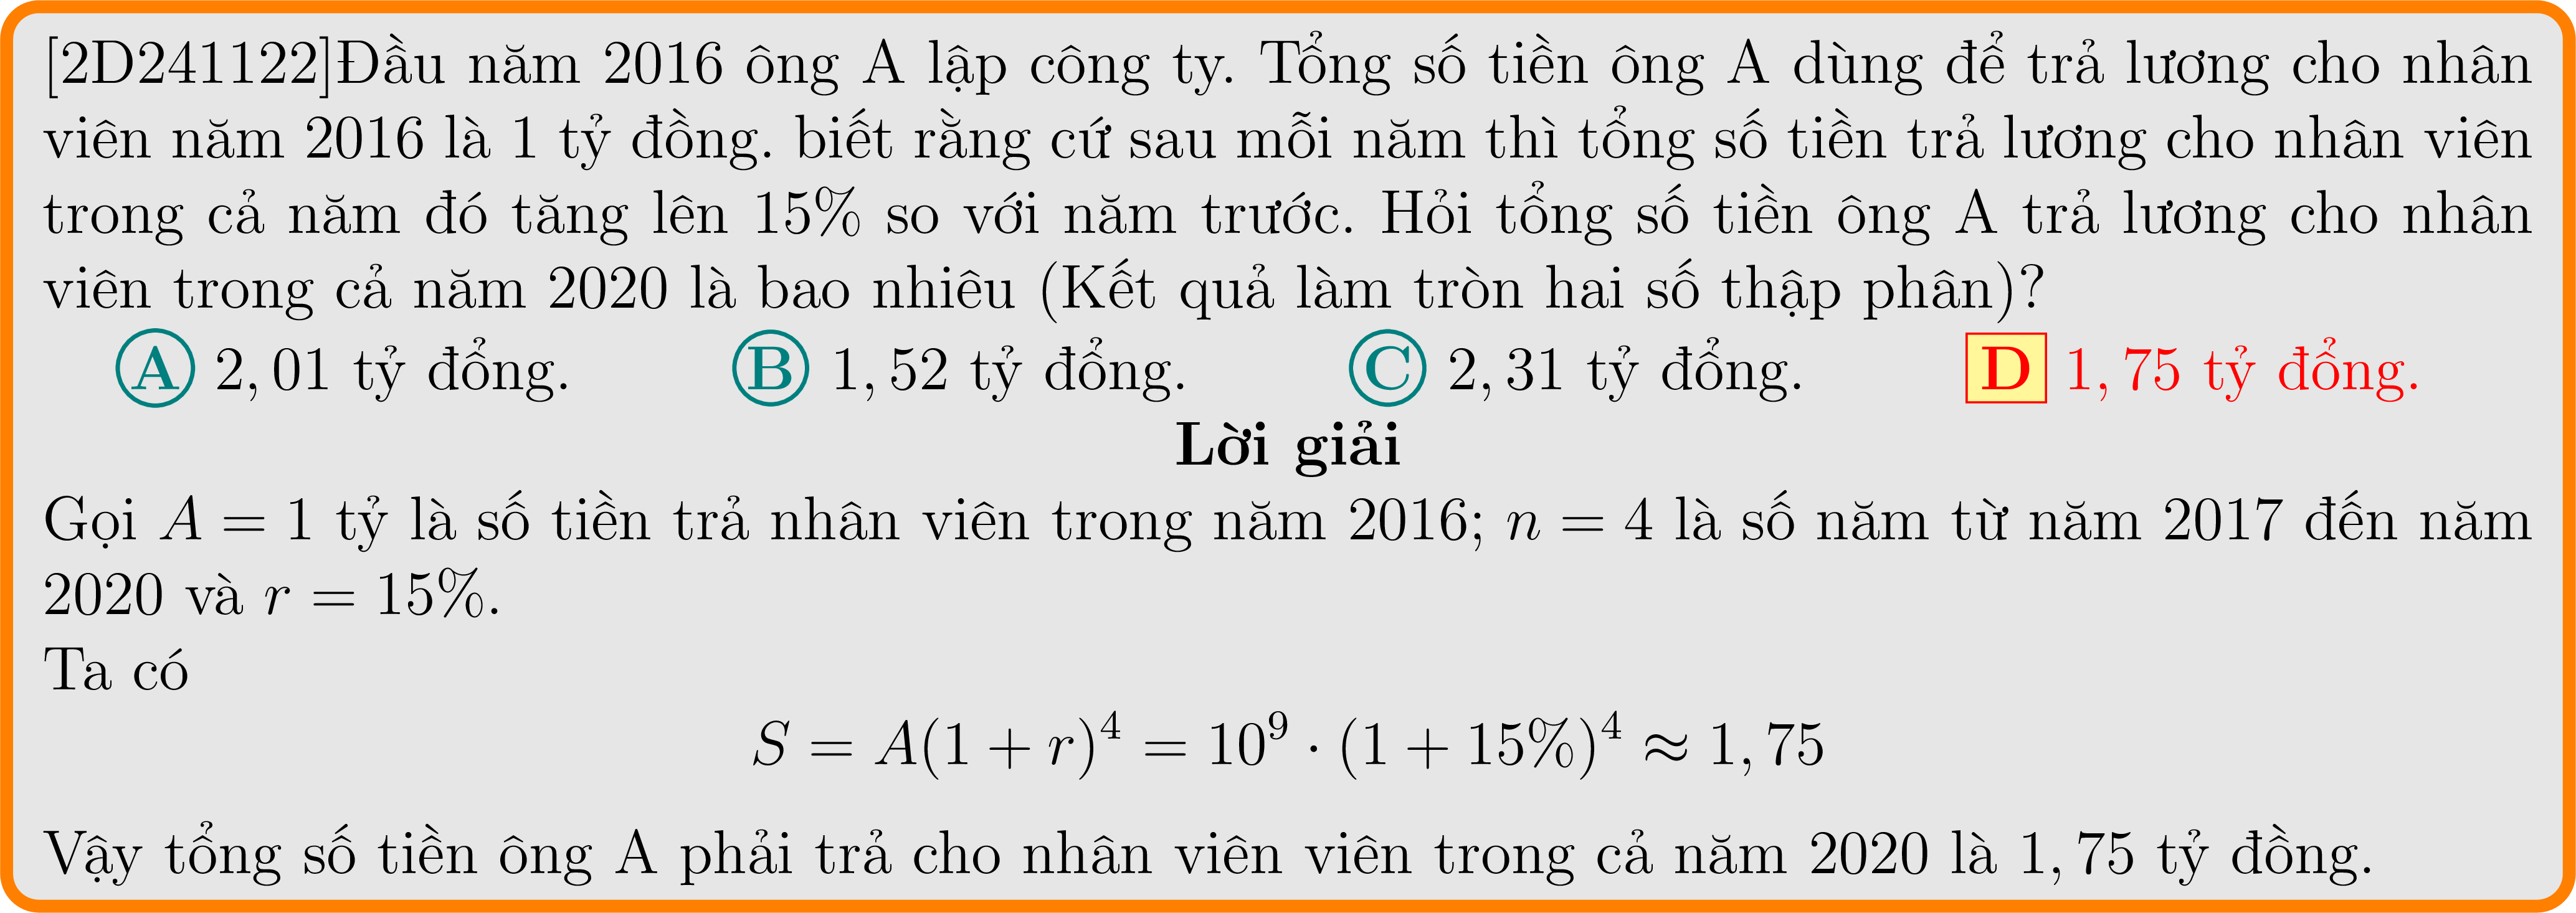 [2D241122]Đầu năm 2016 ông A lập công ty. Tổng số tiền ông A dùng để trả lương cho nhân
viên năm 2016 là 1 tỷ đồng. biết rằng cứ sau mỗi năm thì tổng số tiền trả lương cho nhân viên
trong cả năm đó tăng lên 15% so với năm trước. Hỏi tổng số tiền ông A trả lương cho nhân
viên trong cả năm 2020 là bao nhiêu (Kết quả làm tròn hai số thập phân)?
A 2, 01 tỷ đổng. B 1, 52 tỷ đổng. C 2, 31 tỷ đổng. D 1, 75 tỷ đổng.
Lời giải
Gọi A = 1 tỷ là số tiền trả nhân viên trong năm 2016; n = 4 là số năm từ năm 2017 đến năm
2020 và r = 15%.
Ta có
S = A(1 + r)⁴ = 10⁹ · (1 + 15%)⁴ ≈ 1, 75
Vậy tổng số tiền ông A phải trả cho nhân viên viên trong cả năm 2020 là 1, 75 tỷ đồng.